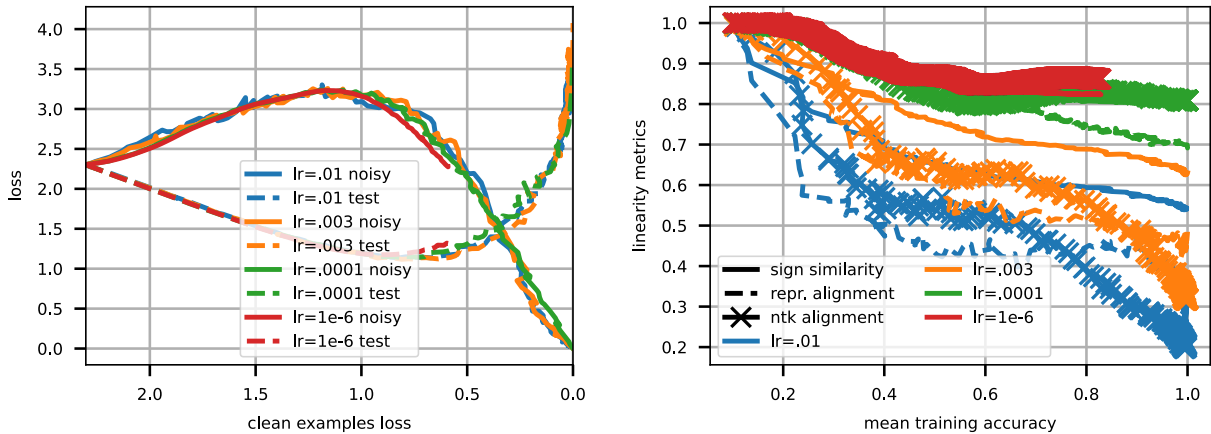 4.0
3.5
3.0
2.5
2.0
1.5
1.0
0.5
0.0
loss
lr=.01 noisy
lr=.01 test
lr=.003 noisy
lr=.003 test
lr=.0001 noisy
lr=.0001 test
lr=1e-6 noisy
lr=1e-6 test
2.0
1.5
1.0
0.5
0.0
clean examples loss
1.0
0.9
0.8
0.7
0.6
0.5
0.4
0.3
0.2
linearity metrics
sign similarity
repr. alignment
ntk alignment
lr=.01
lr=.003
lr=.0001
lr=1e-6
0.2
0.4
0.6
0.8
1.0
mean training accuracy